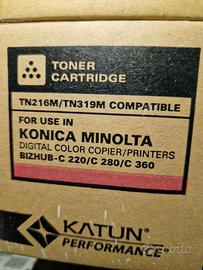 TONER
CARTRIDGE
TN216M/TN319M COMPATIBLE
FOR USE IN
KONICA MINOLTA
DIGITAL COLOR COPIER/PRINTERS
BIZHUB-C 220/C 280/C 360
KATUN®
PERFORMANCE™